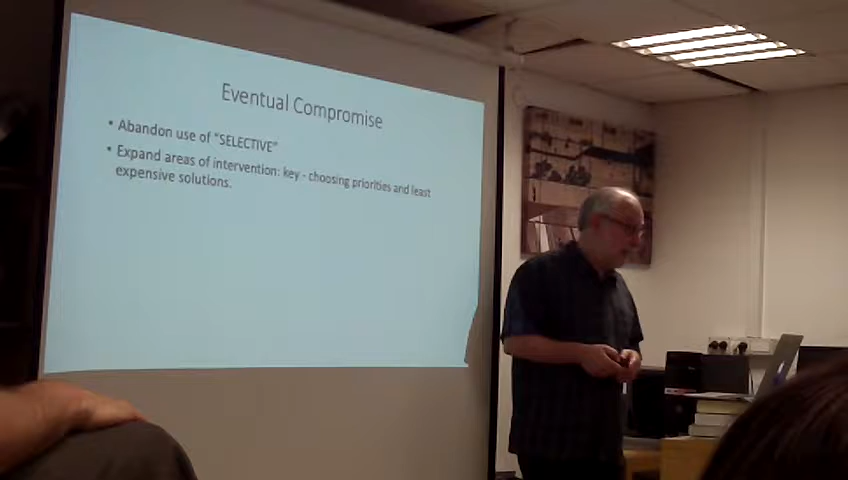 Eventual Compromise
• Abandon use of "SELECTIVE"
• Expand areas of intervention: key - choosing priorities and least
expensive solutions.